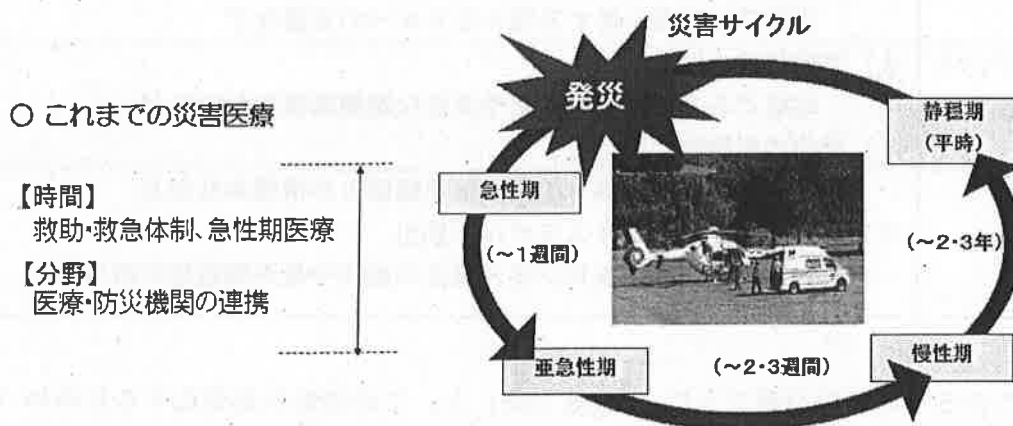 災害サイクル
発災
○ これまでの災害医療
静穏期
(平時)
急性期
【時間】
救助・救急体制、急性期医療
(~1週間)
(~2・3年)
【分野】
医療・防災機関の連携
亜急性期
(~2・3週間)
慢性期